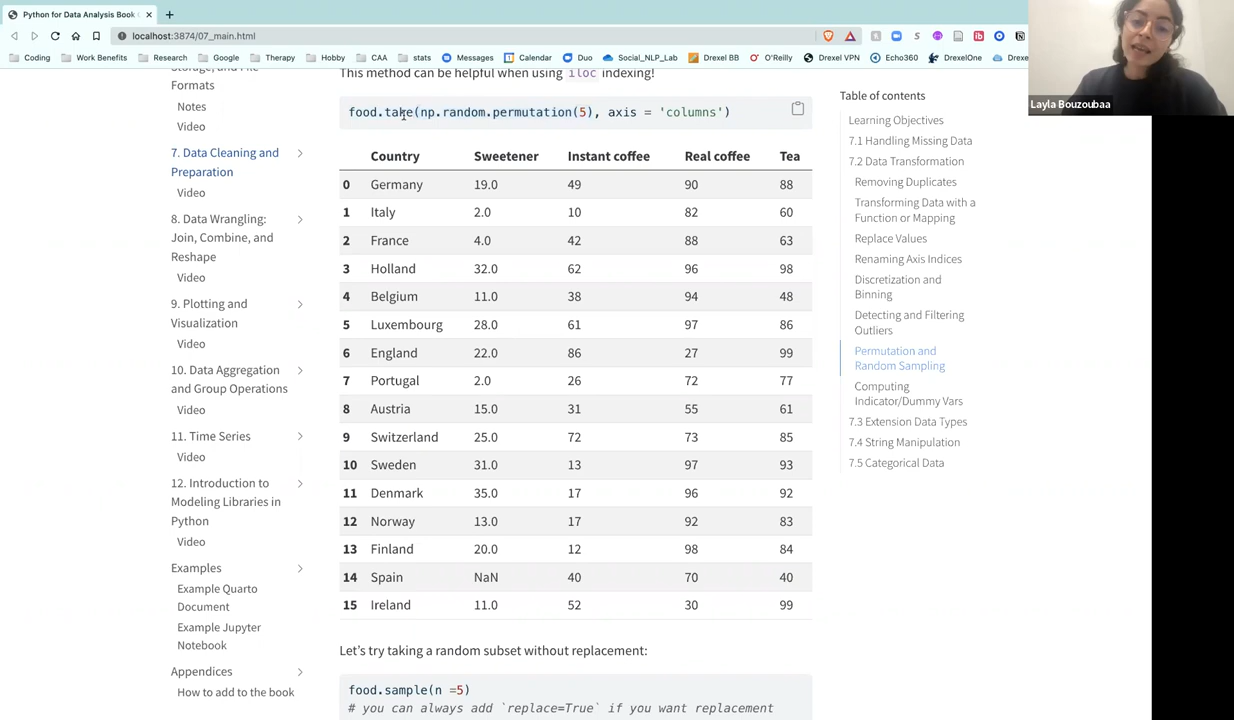 Python for Data Analysis Book
localhost:3874/07_main.html
Coding Work Benefits Research Google Therapy Hobby CAA stats Messages Calendar Duo Social_NLP_Lab Drexel BB O'Reilly Drexel VPN Echo360 DrexelOne
Layla Bouzoubaa
Formats
Notes
Video
7. Data Cleaning and
Preparation
Video
8. Data Wrangling:
Join, Combine, and
Reshape
Video
9. Plotting and
Visualization
Video
10. Data Aggregation
and Group Operations
Video
11. Time Series
Video
12. Introduction to
Modeling Libraries in
Python
Video
Examples
Example Quarto
Document
Example Jupyter
Notebook
Appendices
How to add to the book
This method can be helpful when using iloc indexing!
food.take(np.random.permutation(5), axis = 'columns')
Country Sweetener Instant coffee Real coffee Tea
0 Germany 19.0 49 90 88
1 Italy 2.0 10 82 60
2 France 4.0 42 88 63
3 Holland 32.0 62 96 98
4 Belgium 11.0 38 94 48
5 Luxembourg 28.0 61 97 86
6 England 22.0 86 27 99
7 Portugal 2.0 26 72 77
8 Austria 15.0 31 55 61
9 Switzerland 25.0 72 73 85
10 Sweden 31.0 13 97 93
11 Denmark 35.0 17 96 92
12 Norway 13.0 17 92 83
13 Finland 20.0 12 98 84
14 Spain NaN 40 70 40
15 Ireland 11.0 52 30 99
Let's try taking a random subset without replacement:
food.sample(n =5)
# you can always add `replace=True` if you want replacement
Table of contents
Learning Objectives
7.1 Handling Missing Data
7.2 Data Transformation
Removing Duplicates
Transforming Data with a
Function or Mapping
Replace Values
Renaming Axis Indices
Discretization and
Binning
Detecting and Filtering
Outliers
Permutation and
Random Sampling
Computing
Indicator/Dummy Vars
7.3 Extension Data Types
7.4 String Manipulation
7.5 Categorical Data